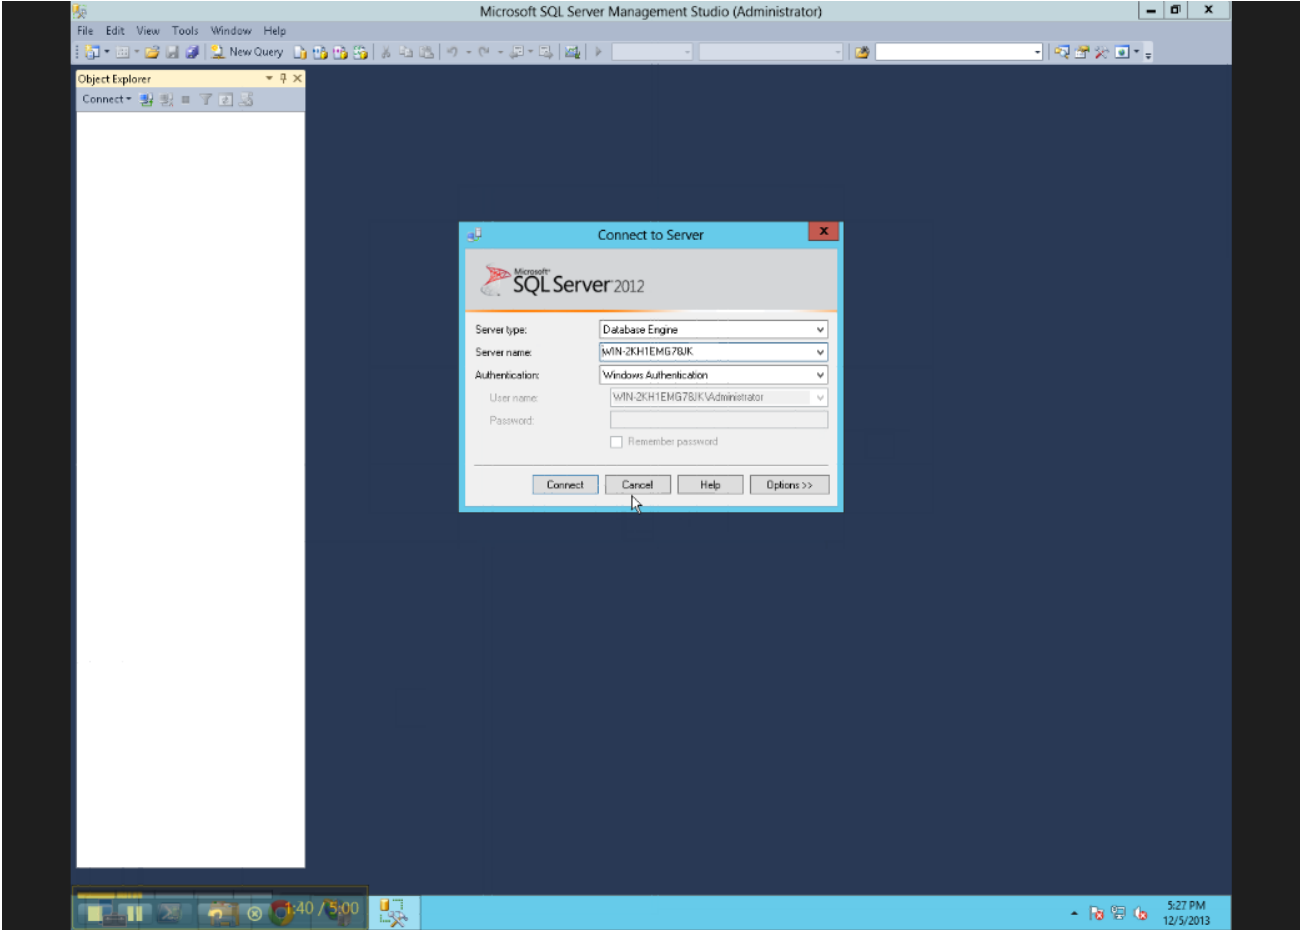 Microsoft SQL Server Management Studio (Administrator)
File Edit View Tools Window Help
New Query
Object Explorer
Connect
Connect to Server
Microsoft
SQL Server 2012
Server type: Database Engine
Server name: WIN-2KH1EMG78JK
Authentication: Windows Authentication
User name: WIN-2KH1EMG78JK\Administrator
Password:
Remember password
Connect Cancel Help Options >>
1:40 / 5:00
5:27 PM
12/5/2013